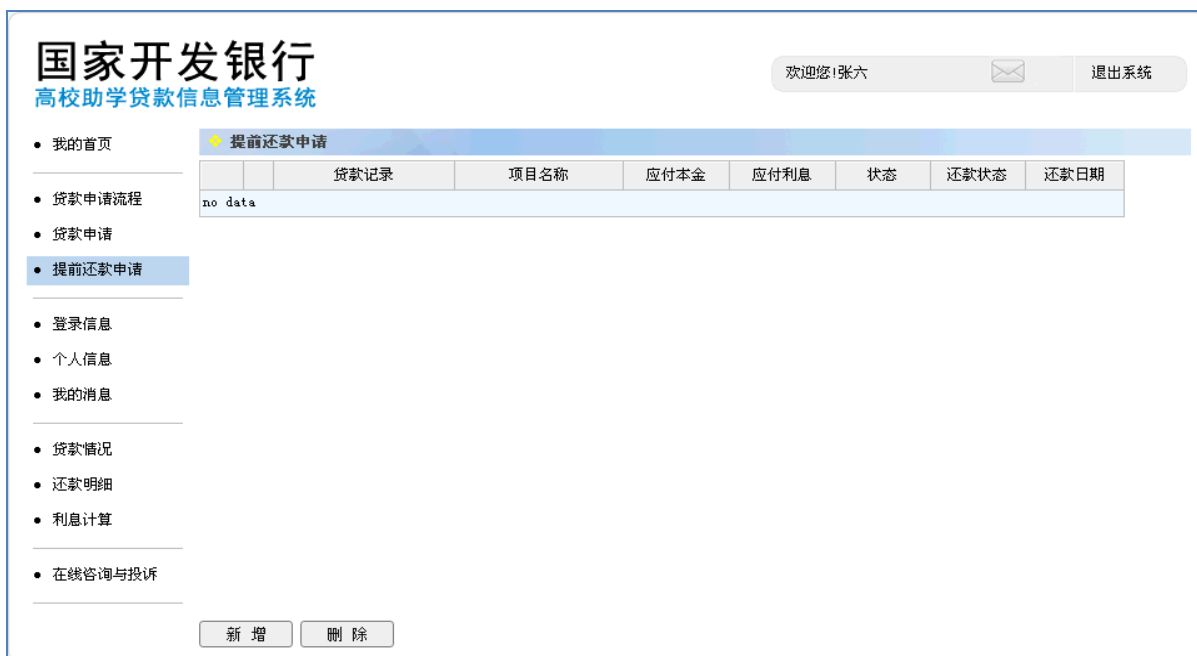 国家开发银行
高校助学贷款信息管理系统
欢迎您!张六
退出系统
我的首页
贷款申请流程
贷款申请
提前还款申请
登录信息
个人信息
我的消息
贷款情况
还款明细
利息计算
在线咨询与投诉
提前还款申请
贷款记录 项目名称 应付本金 应付利息 状态 还款状态 还款日期
no data
新 增 删 除